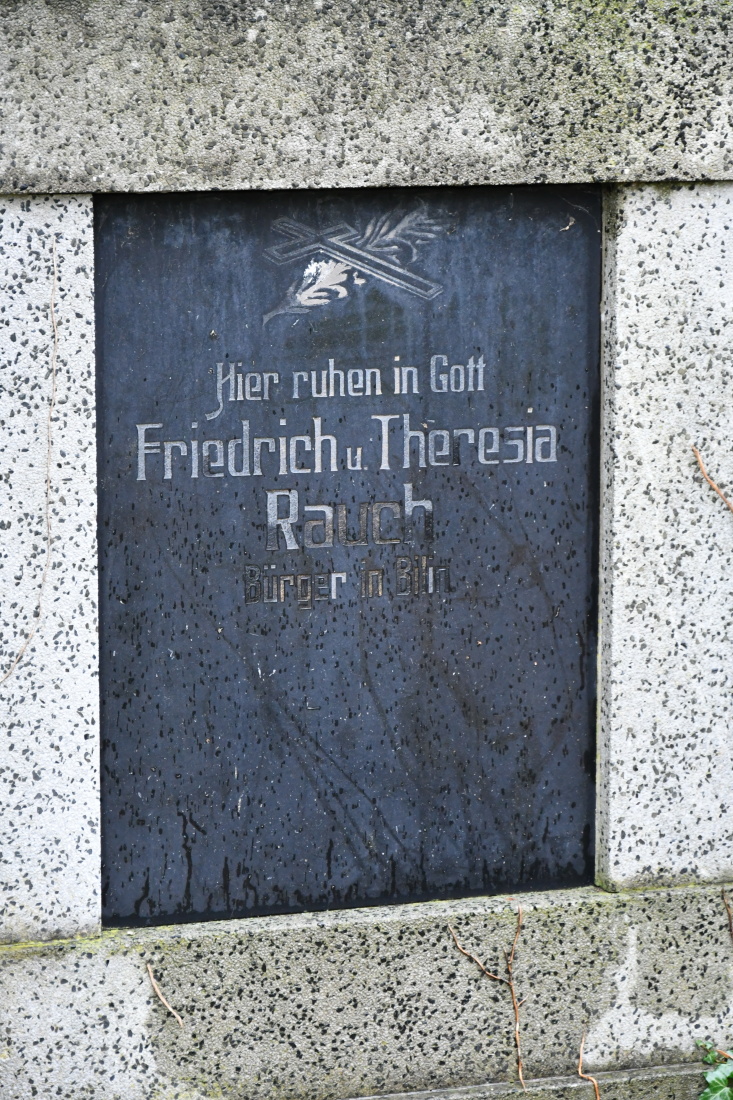 Hier ruhen in Gott
Friedrich u. Theresia
Rauch
Bürger in Bilin